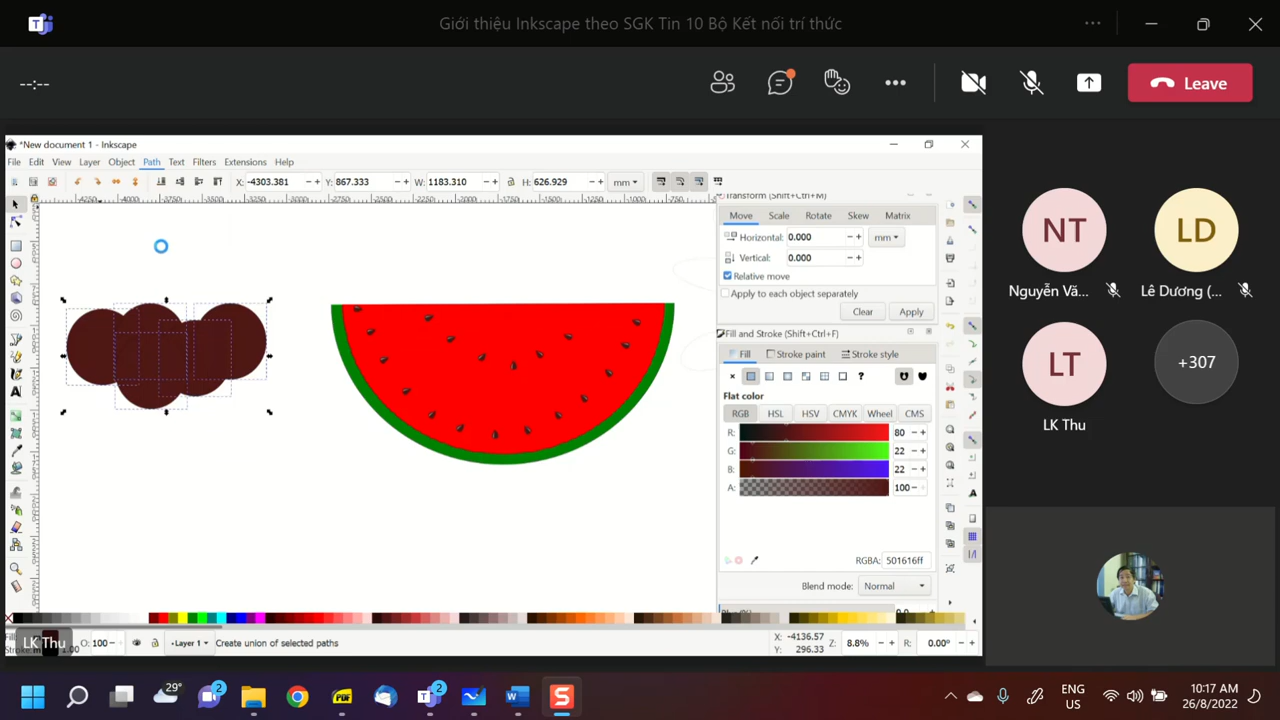 Giới thiệu Inkscape theo SGK Tin 10 Bộ Kết nối trí thức
--:--
Leave
*New document 1 - Inkscape
File Edit View Layer Object Path Text Filters Extensions Help
X: -4303.381 Y: 867.333 W: 1183.310 H: 626.929 mm
Transform (Shift+Ctrl+M)
Move Scale Rotate Skew Matrix
Horizontal: 0.000 mm
Vertical: 0.000
Relative move
Apply to each object separately
Clear Apply
Fill and Stroke (Shift+Ctrl+F)
Fill Stroke paint Stroke style
Flat color
RGB HSL HSV CMYK Wheel CMS
R: 80
G: 22
B: 22
A: 100
RGBA: 501616ff
Blend mode: Normal
LK Thu
O: 100
Layer 1
Create union of selected paths
X: -4136.57
Y: 296.33
Z: 8.8%
R: 0.00°
NT
Nguyễn Vă...
LD
Lê Dương (...
LT
LK Thu
+307
29°
2
PDF
2
ENG
US
10:17 AM
26/8/2022